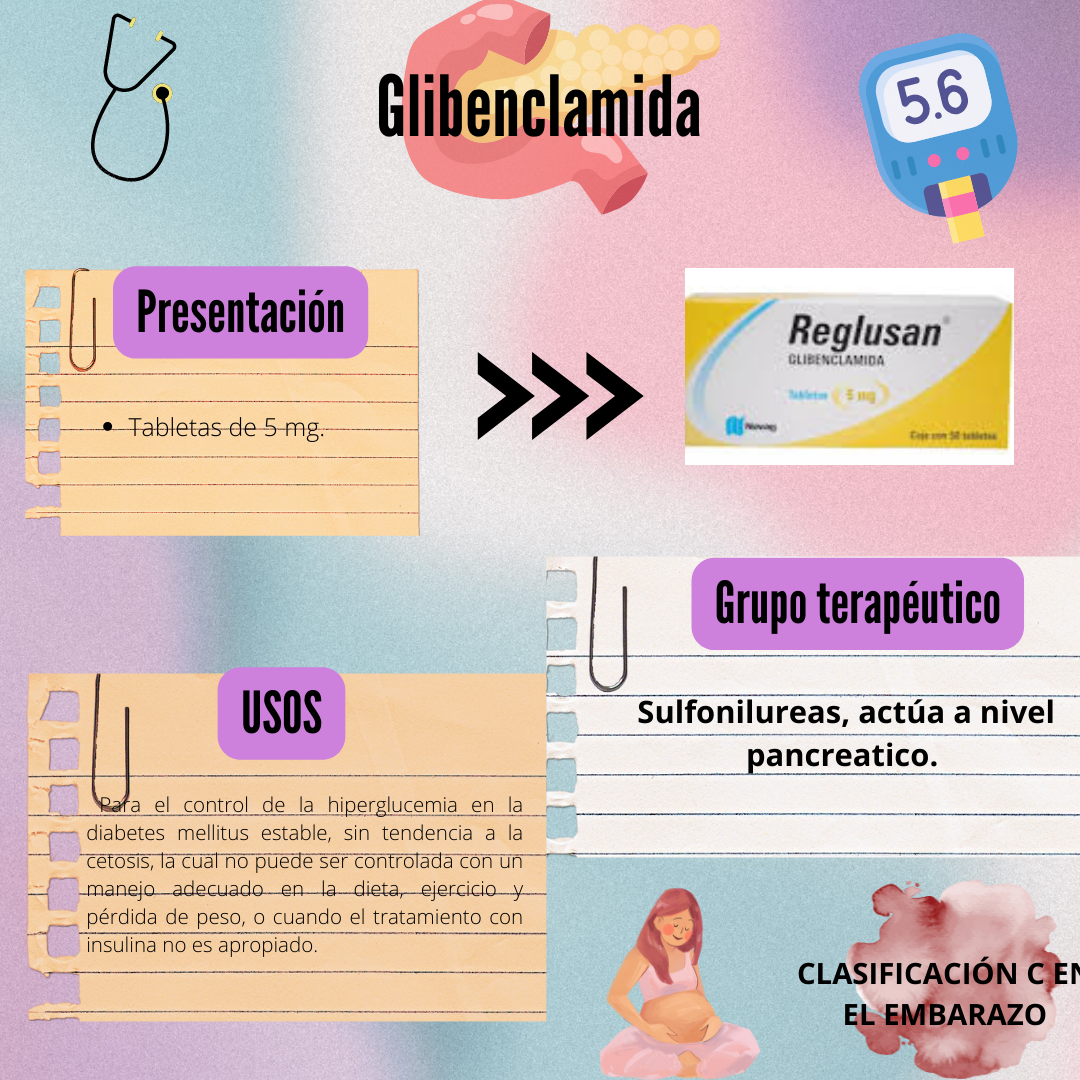 Glibenclamida
5.6
Presentación
• Tabletas de 5 mg.
Reglusan®
GLIBENCLAMIDA
Tabletas 5 mg
Novag
Caja con 50 tabletas
Grupo terapéutico
Sulfonilureas, actúa a nivel
pancreatico.
USOS
Para el control de la hiperglucemia en la
diabetes mellitus estable, sin tendencia a la
cetosis, la cual no puede ser controlada con un
manejo adecuado en la dieta, ejercicio y
pérdida de peso, o cuando el tratamiento con
insulina no es apropiado.
CLASIFICACIÓN C EN
EL EMBARAZO